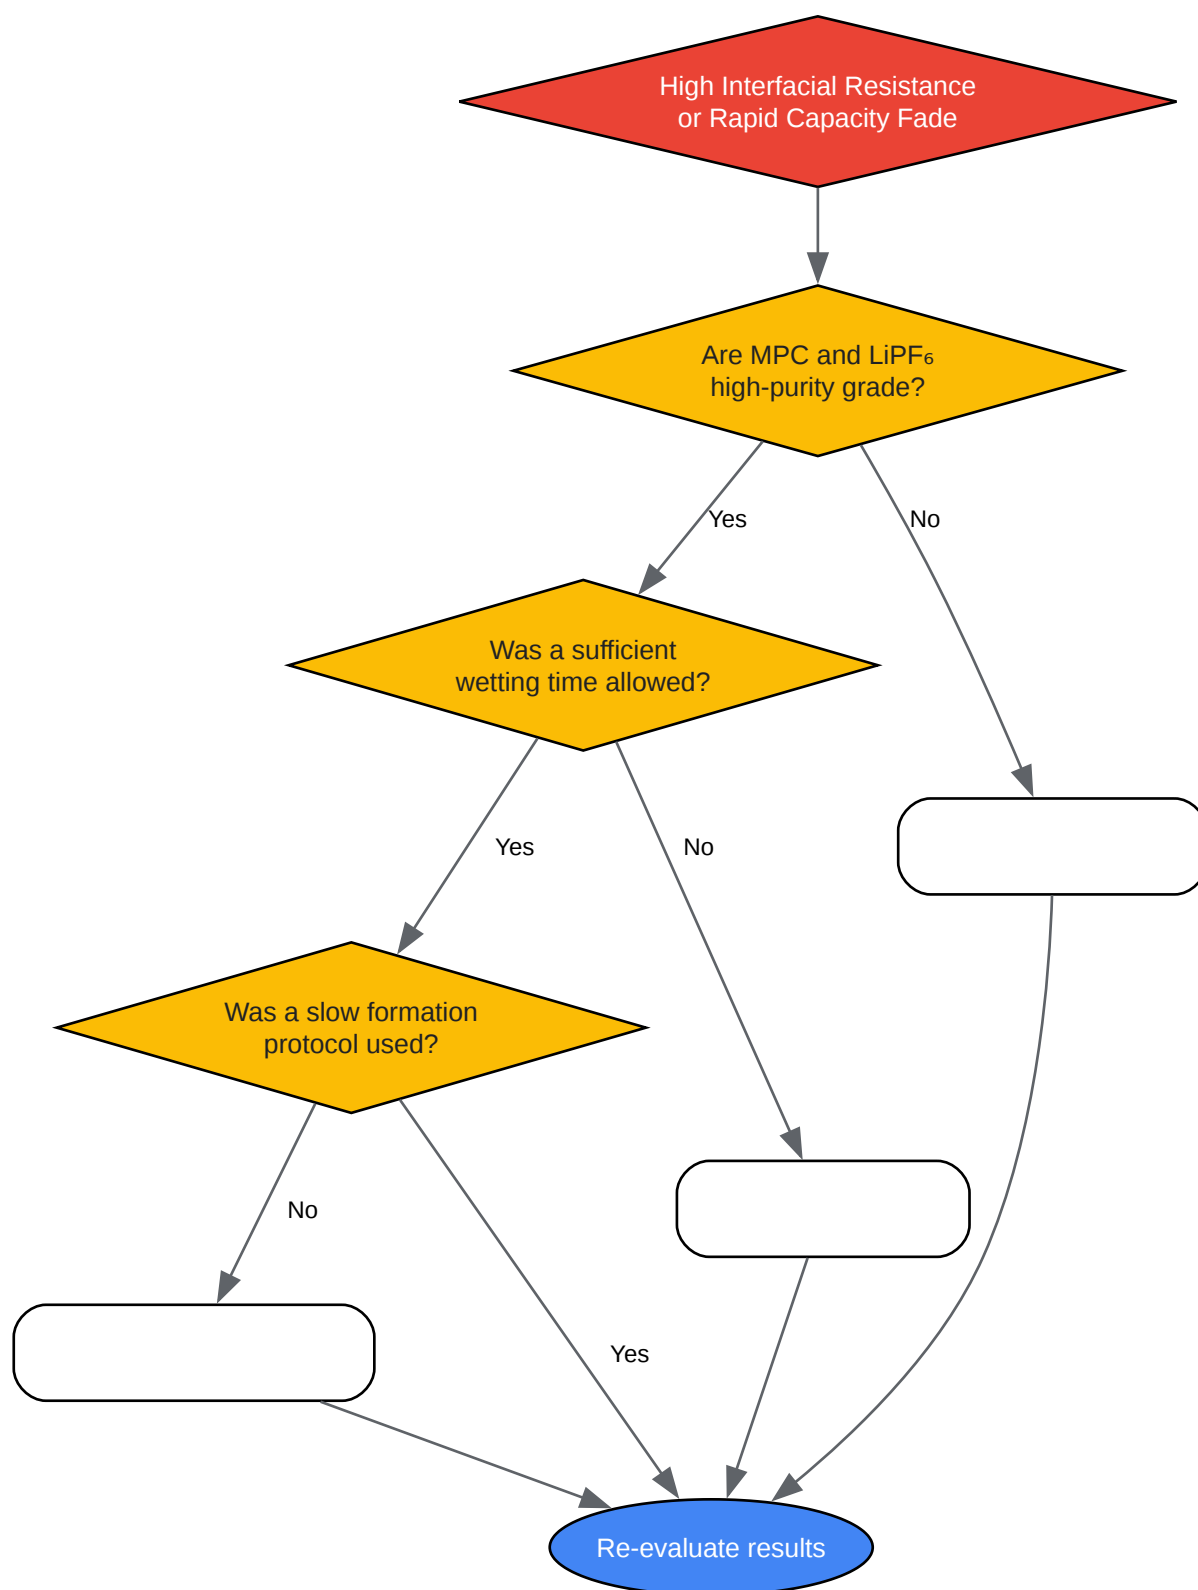 High Interfacial Resistance
or Rapid Capacity Fade
Are MPC and LiPF₆
high-purity grade?
Yes
No
Was a sufficient
wetting time allowed?
Yes
No
Was a slow formation
protocol used?
No
Yes
Re-evaluate results